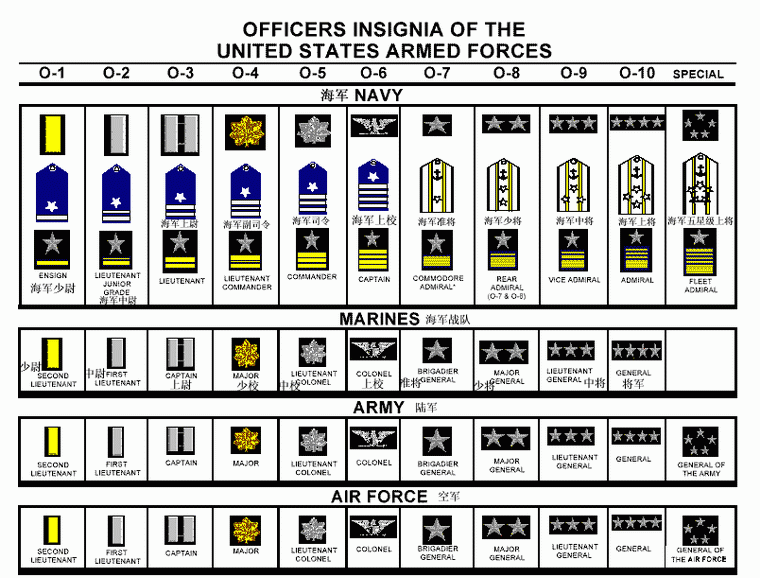 OFFICERS INSIGNIA OF THE
UNITED STATES ARMED FORCES
O-1 O-2 O-3 O-4 O-5 O-6 O-7 O-8 O-9 O-10 SPECIAL
海军 NAVY
海军上尉 海军副司令 海军司令 海军上校 海军准将 海军少将 海军中将 海军上将 海军五星级上将
ENSIGN
海军少尉
LIEUTENANT
JUNIOR
GRADE
海军中尉
LIEUTENANT
LIEUTENANT
COMMANDER
COMMANDER
CAPTAIN
COMMODORE
ADMIRAL*
REAR
ADMIRAL
(O-7 & O-8)
VICE ADMIRAL
ADMIRAL
FLEET
ADMIRAL
MARINES 海军战队
少尉
SECOND
LIEUTENANT
中尉
FIRST
LIEUTENANT
CAPTAIN
上尉
MAJOR
少校
LIEUTENANT
COLONEL
中校
COLONEL
上校
BRIGADIER
GENERAL
准将
MAJOR
GENERAL
少将
LIEUTENANT
GENERAL 中将
GENERAL
将军
ARMY 陆军
SECOND
LIEUTENANT
FIRST
LIEUTENANT
CAPTAIN
MAJOR
LIEUTENANT
COLONEL
COLONEL
BRIGADIER
GENERAL
MAJOR
GENERAL
LIEUTENANT
GENERAL
GENERAL
GENERAL OF
THE ARMY
AIR FORCE 空军
SECOND
LIEUTENANT
FIRST
LIEUTENANT
CAPTAIN
MAJOR
LIEUTENANT
COLONEL
COLONEL
BRIGADIER
GENERAL
MAJOR
GENERAL
LIEUTENANT
GENERAL
GENERAL
GENERAL OF
THE AIR FORCE